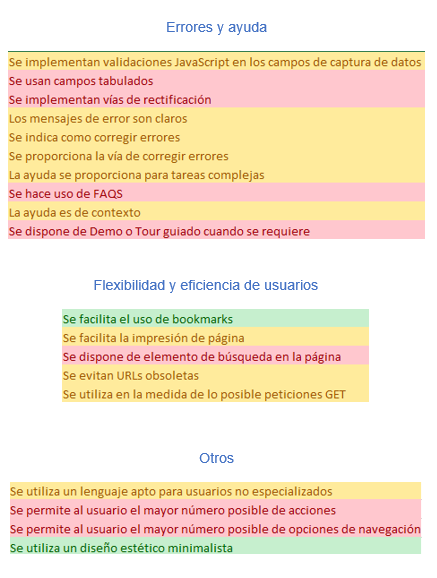 Errores y ayuda
Se implementan validaciones JavaScript en los campos de captura de datos
Se usan campos tabulados
Se implementan vías de rectificación
Los mensajes de error son claros
Se indica como corregir errores
Se proporciona la vía de corregir errores
La ayuda se proporciona para tareas complejas
Se hace uso de FAQS
La ayuda es de contexto
Se dispone de Demo o Tour guiado cuando se requiere
Flexibilidad y eficiencia de usuarios
Se facilita el uso de bookmarks
Se facilita la impresión de página
Se dispone de elemento de búsqueda en la página
Se evitan URLs obsoletas
Se utiliza en la medida de lo posible peticiones GET
Otros
Se utiliza un lenguaje apto para usuarios no especializados
Se permite al usuario el mayor número posible de acciones
Se permite al usuario el mayor número posible de opciones de navegación
Se utiliza un diseño estético minimalista